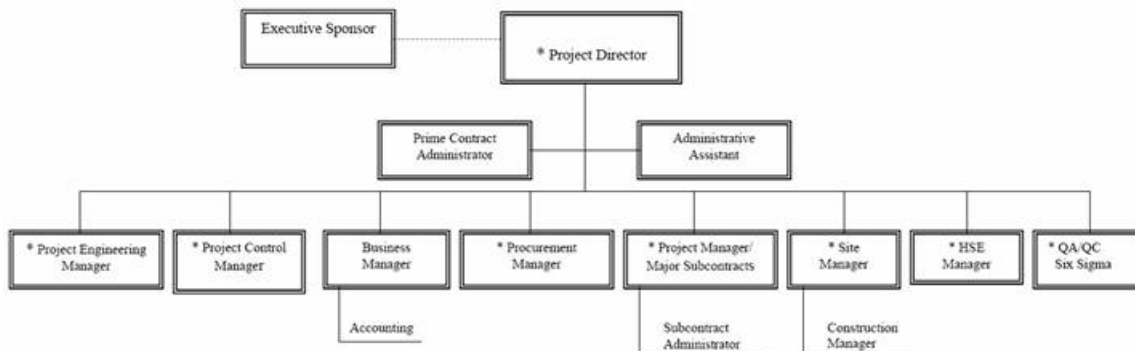 Executive Sponsor
* Project Director
Prime Contract
Administrator
Administrative
Assistant
* Project Engineering
Manager
* Project Control
Manager
Business
Manager
* Procurement
Manager
* Project Manager/
Major Subcontracts
* Site
Manager
* HSE
Manager
* QA/QC
Six Sigma
Accounting
Subcontract
Administrator
Construction
Manager